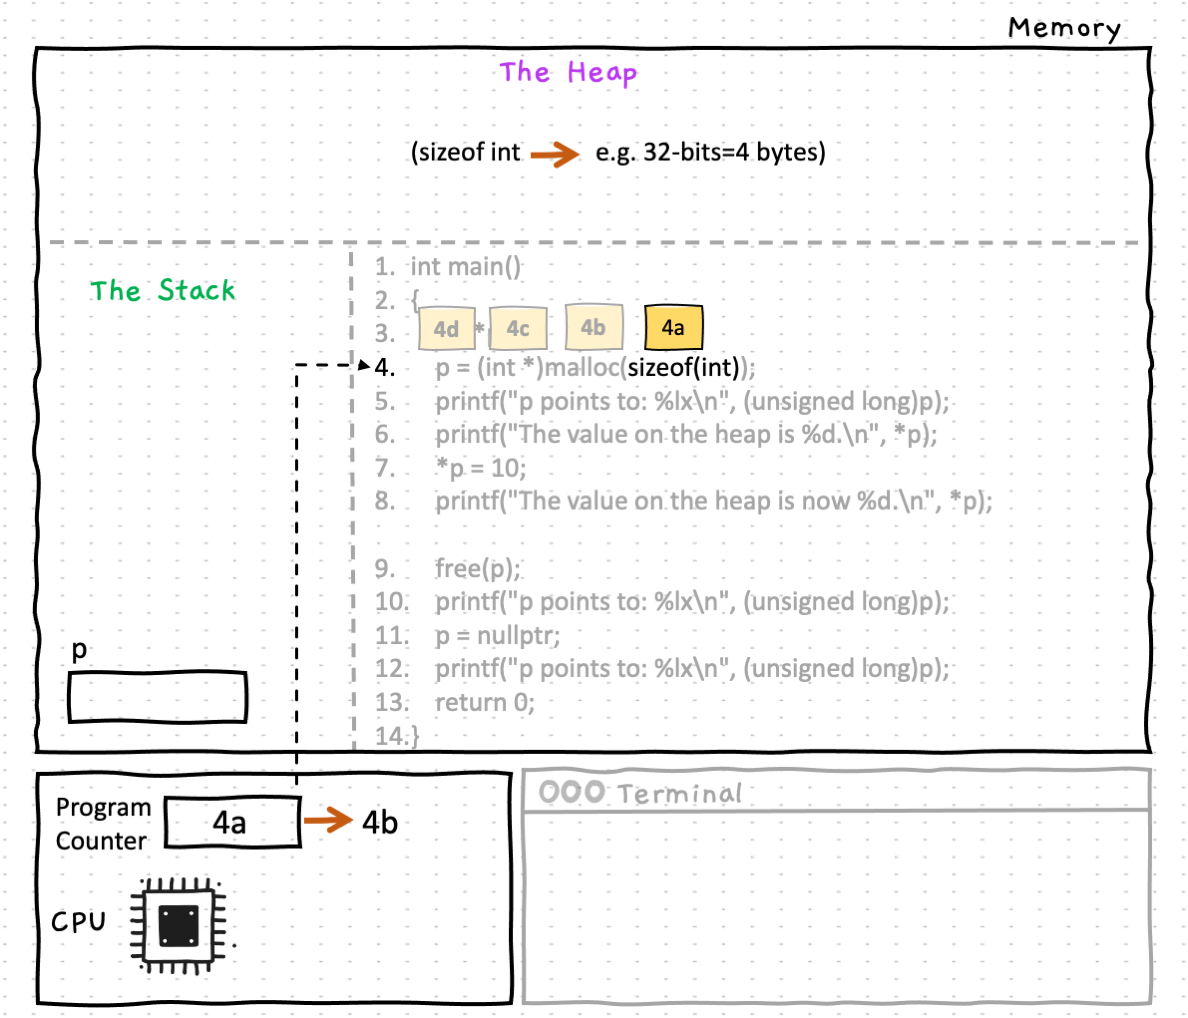 Memory
The Heap
(sizeof int e.g. 32-bits=4 bytes)
The Stack
1. int main()
2. {
4d * 4c 4b 4a
3.
4. p = (int *)malloc(sizeof(int));
5. printf("p points to: %lx\n", (unsigned long)p);
6. printf("The value on the heap is %d.\n", *p);
7. *p = 10;
8. printf("The value on the heap is now %d.\n", *p);
9. free(p);
10. printf("p points to: %lx\n", (unsigned long)p);
11. p = nullptr;
12. printf("p points to: %lx\n", (unsigned long)p);
13. return 0;
14.}
p
Program
Counter
4a 4b
CPU
Terminal